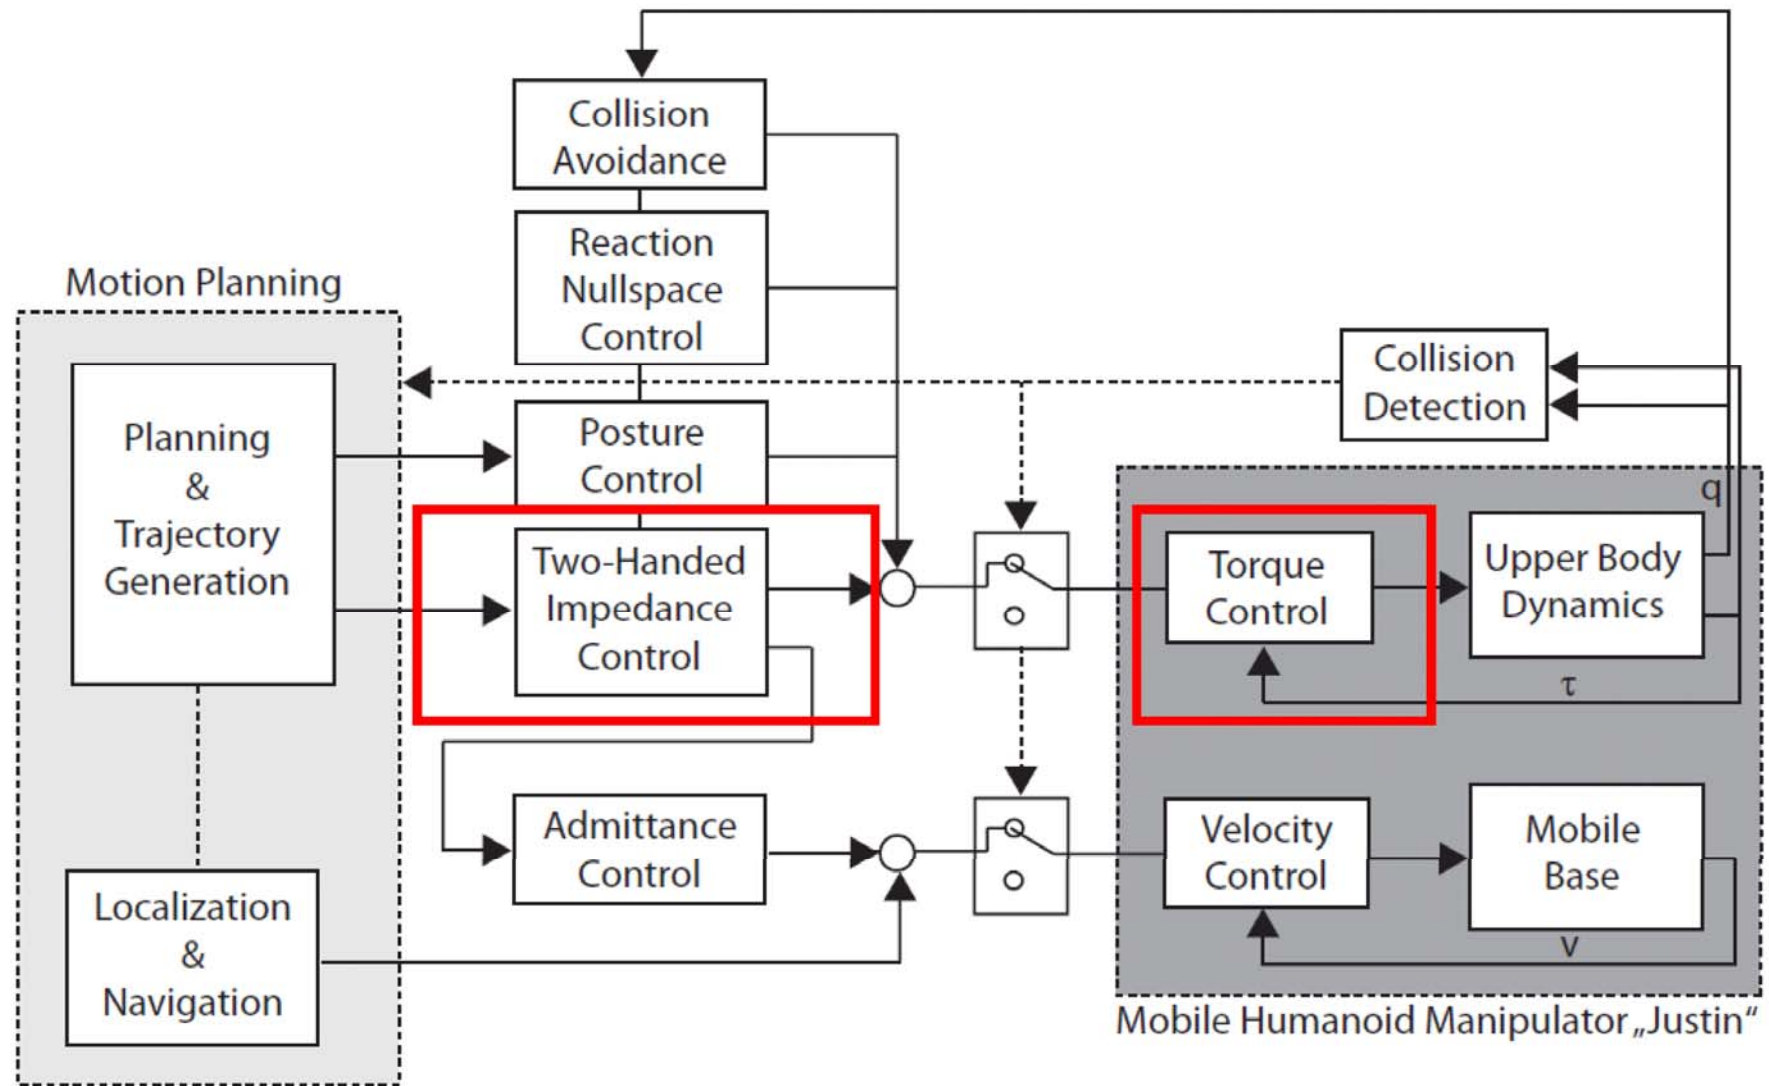 Collision
Avoidance
Reaction
Nullspace
Control
Motion Planning
Planning
&
Trajectory
Generation
Posture
Control
Collision
Detection
q
Two-Handed
Impedance
Control
Torque
Control
Upper Body
Dynamics
τ
Admittance
Control
Velocity
Control
Mobile
Base
v
Localization
&
Navigation
Mobile Humanoid Manipulator „Justin“